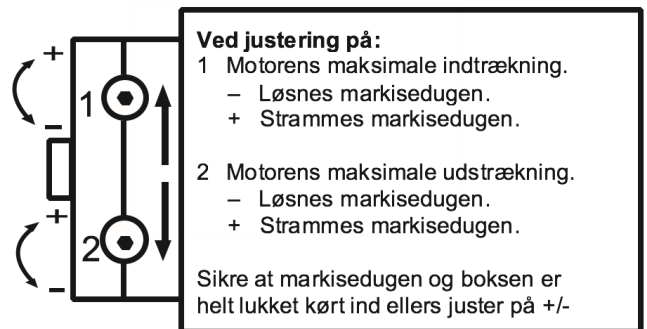 Ved justering på:
1 Motorens maksimale indtrækning.
– Løsnes markisedugen.
+ Strammes markisedugen.
2 Motorens maksimale udstrækning.
– Løsnes markisedugen.
+ Strammes markisedugen.
Sikre at markisedugen og boksen er
helt lukket kørt ind ellers juster på +/-
+
1
–
+
2
–